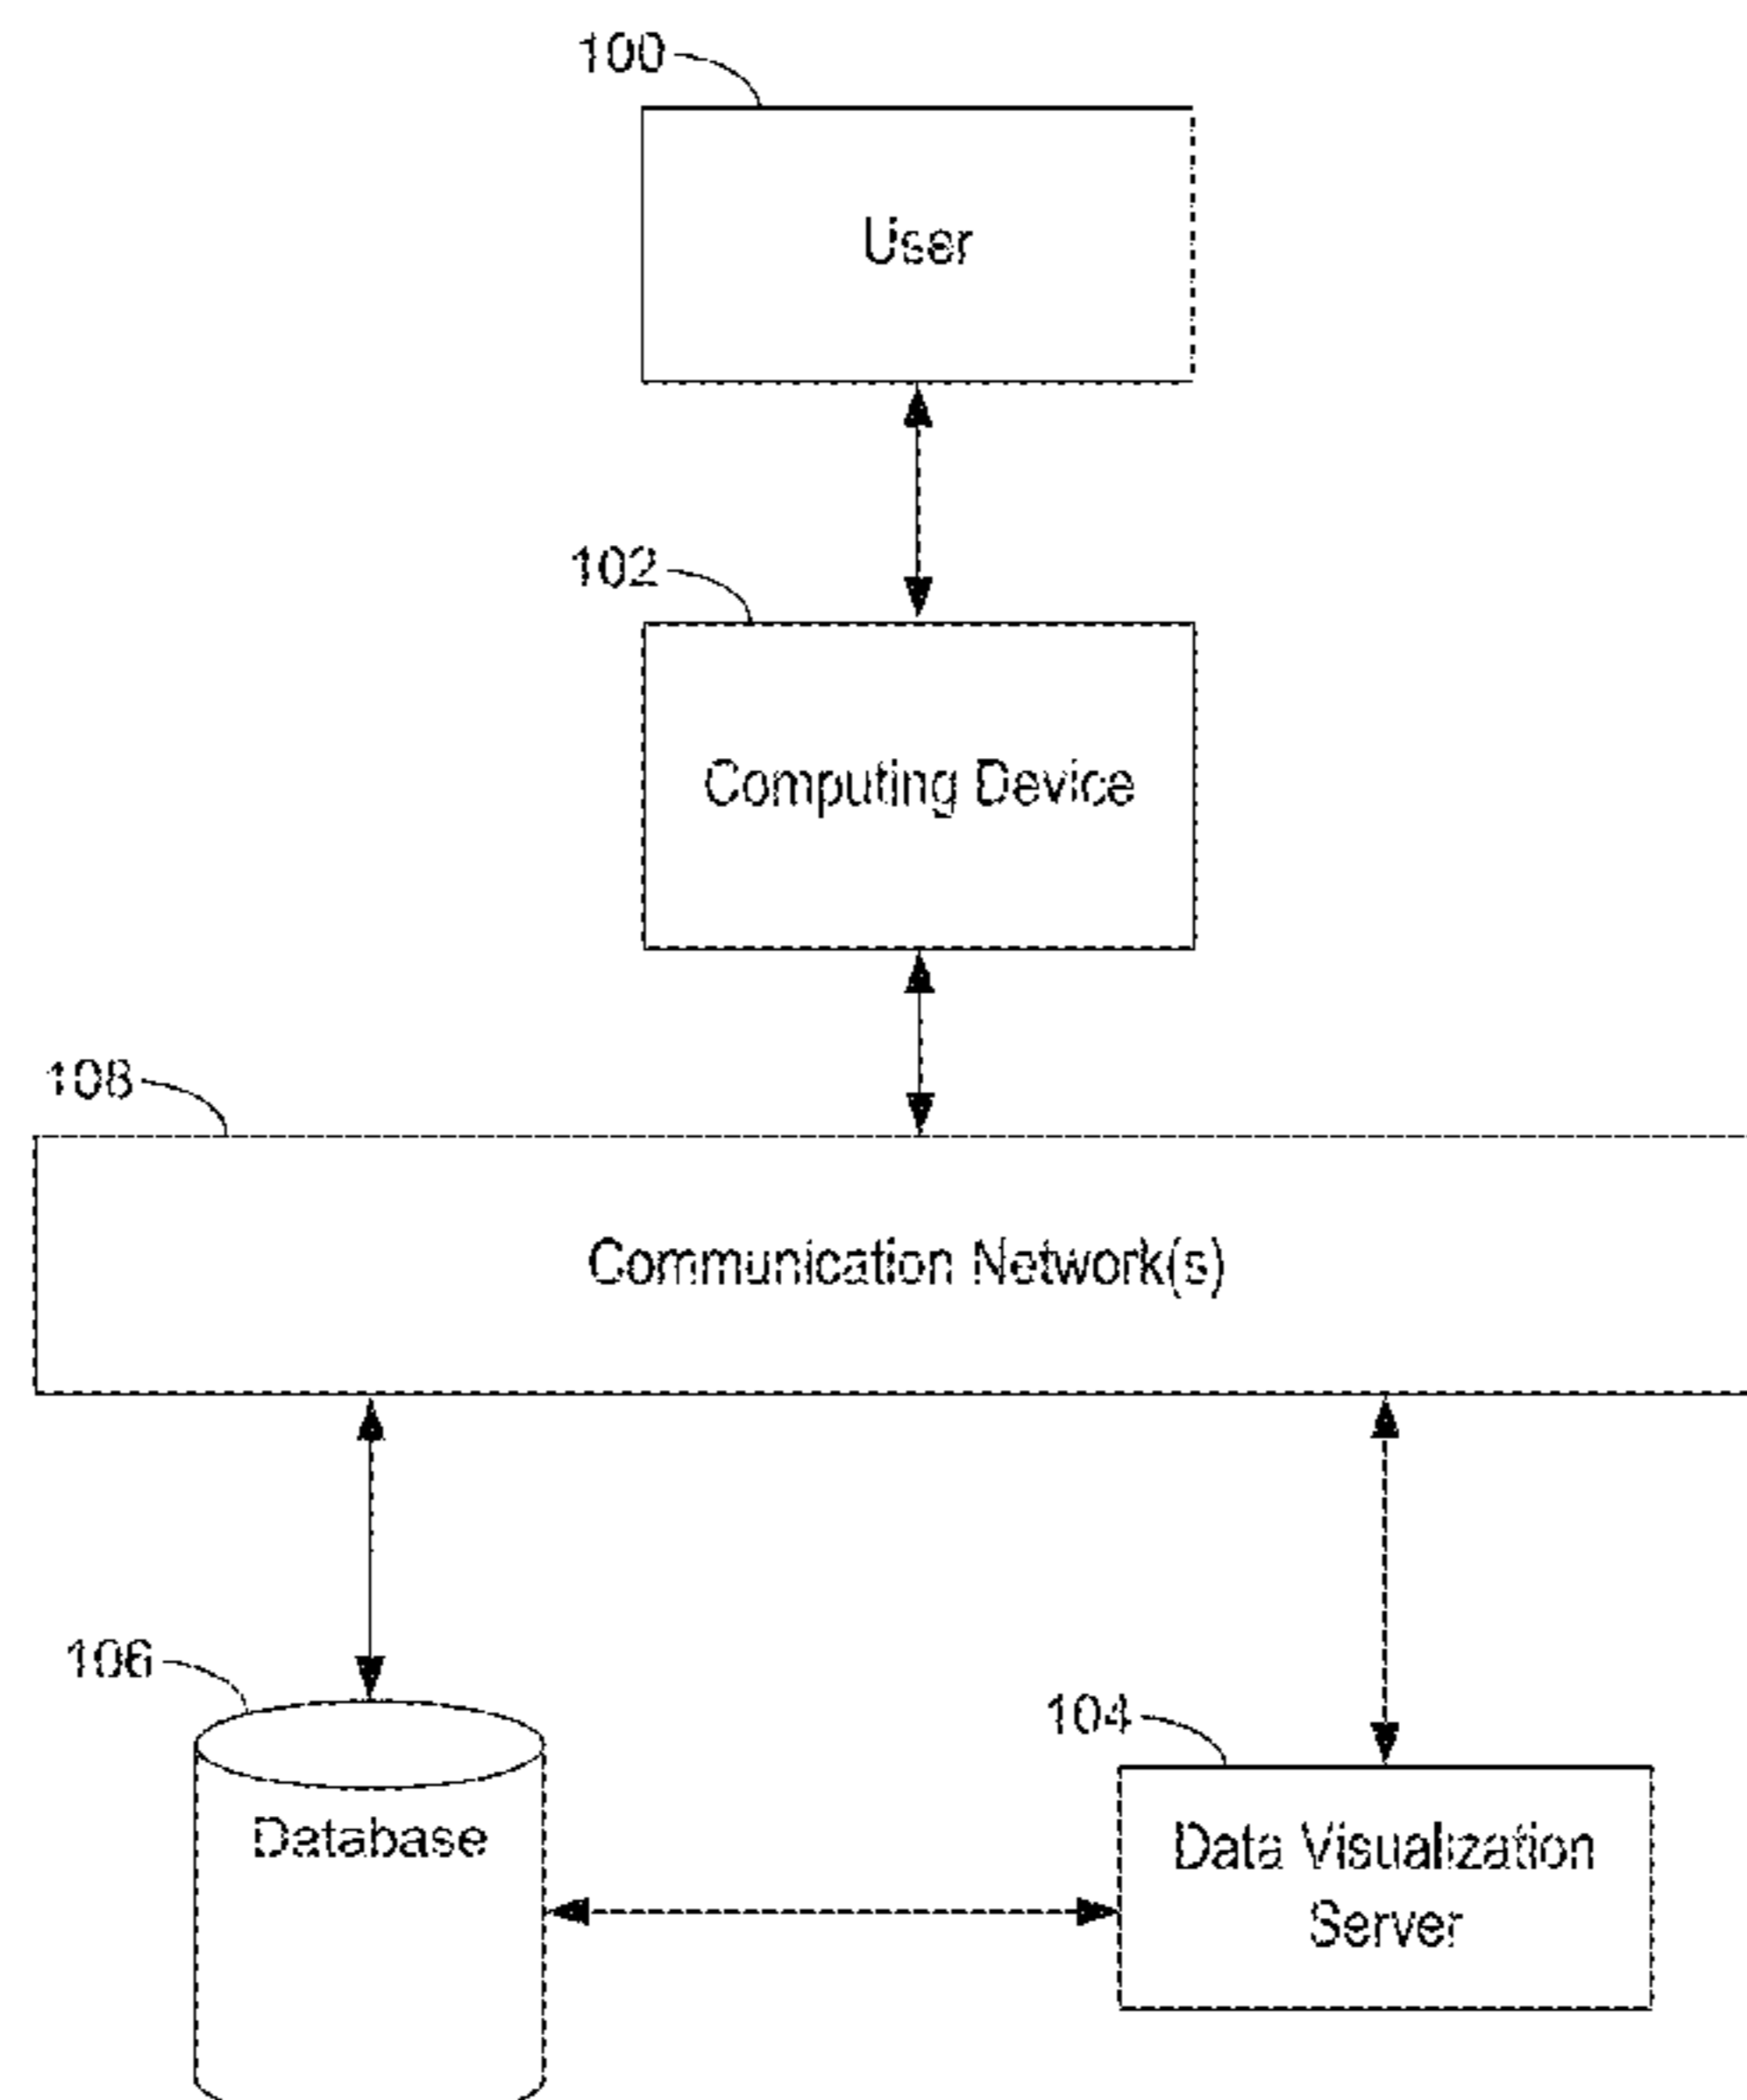 100
User
102
Computing Device
108
Communication Network(s)
106
Database
104
Data Visualization
Server